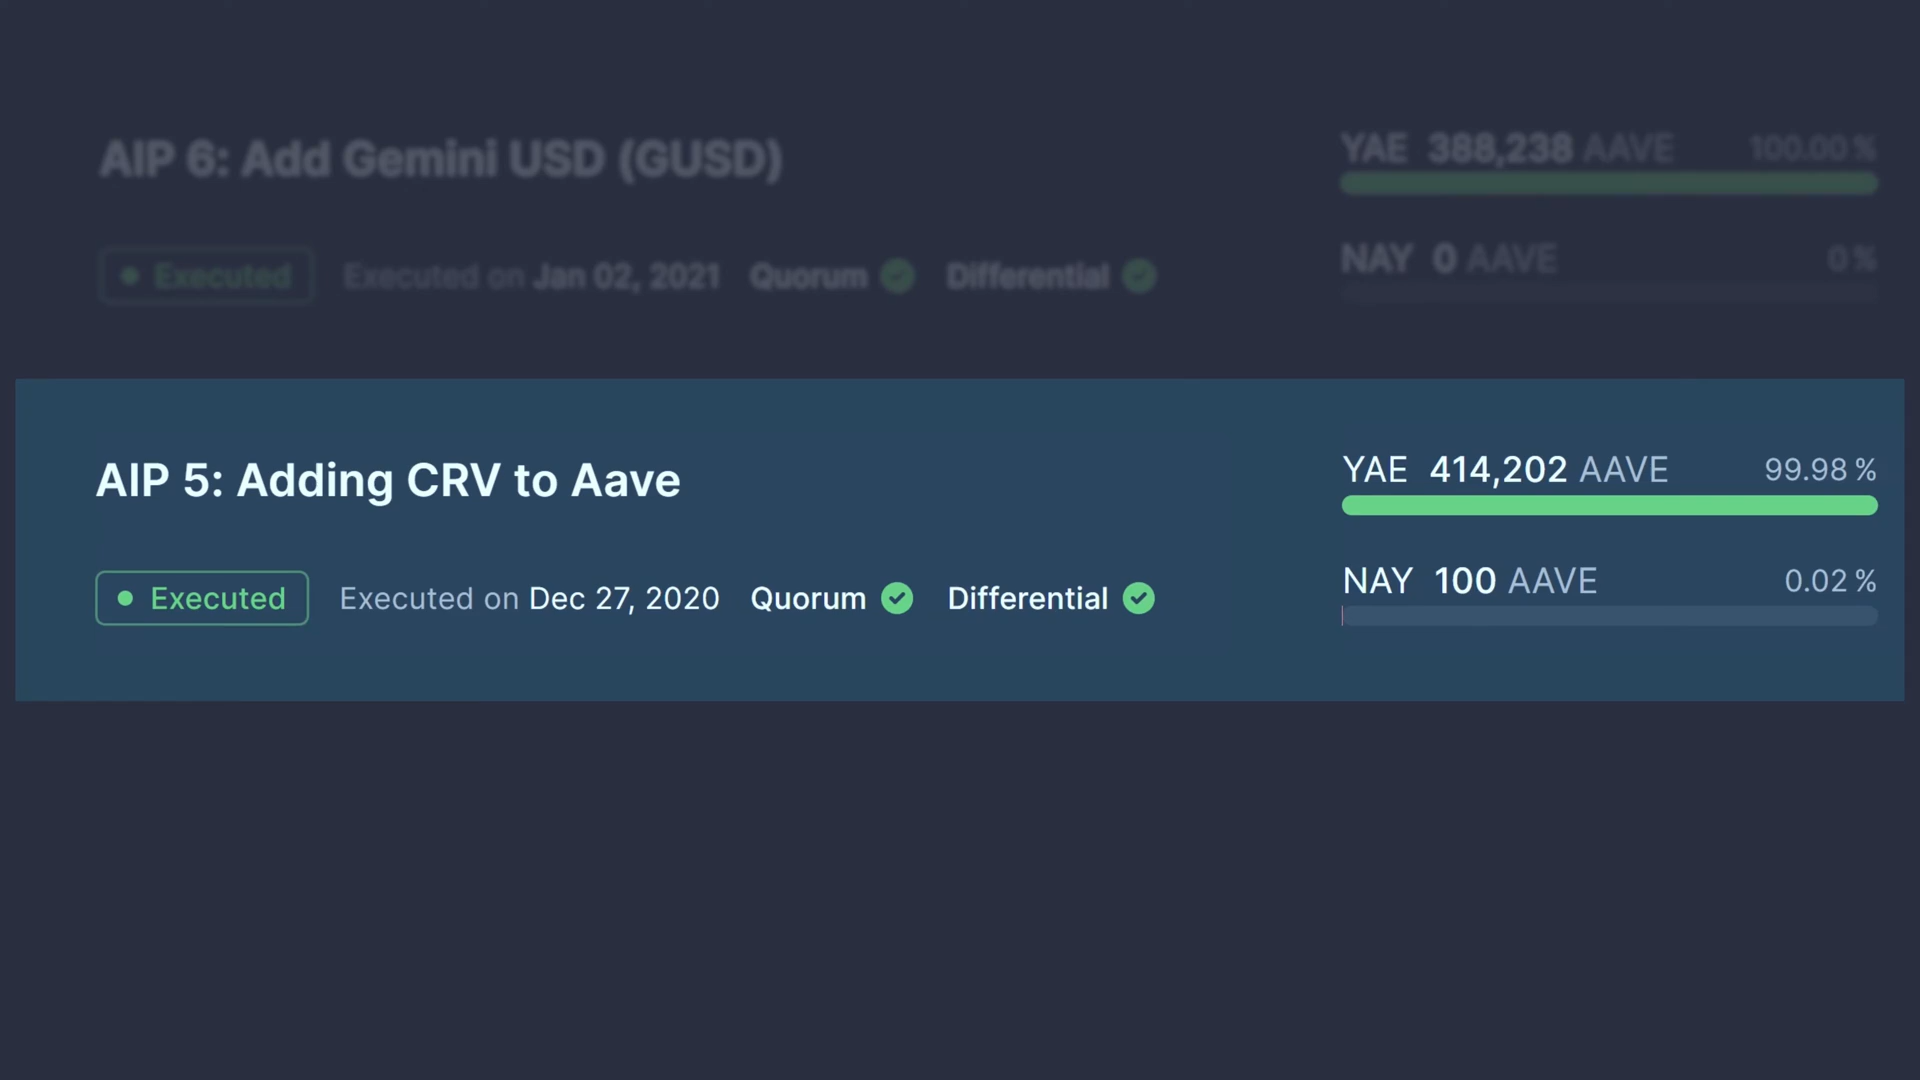 AIP 6: Add Gemini USD (GUSD)
YAE 388,238 AAVE 100.00 %
Executed Executed on Jan 02, 2021 Quorum Differential
NAY 0 AAVE 0 %
AIP 5: Adding CRV to Aave
YAE 414,202 AAVE 99.98 %
Executed Executed on Dec 27, 2020 Quorum Differential
NAY 100 AAVE 0.02 %